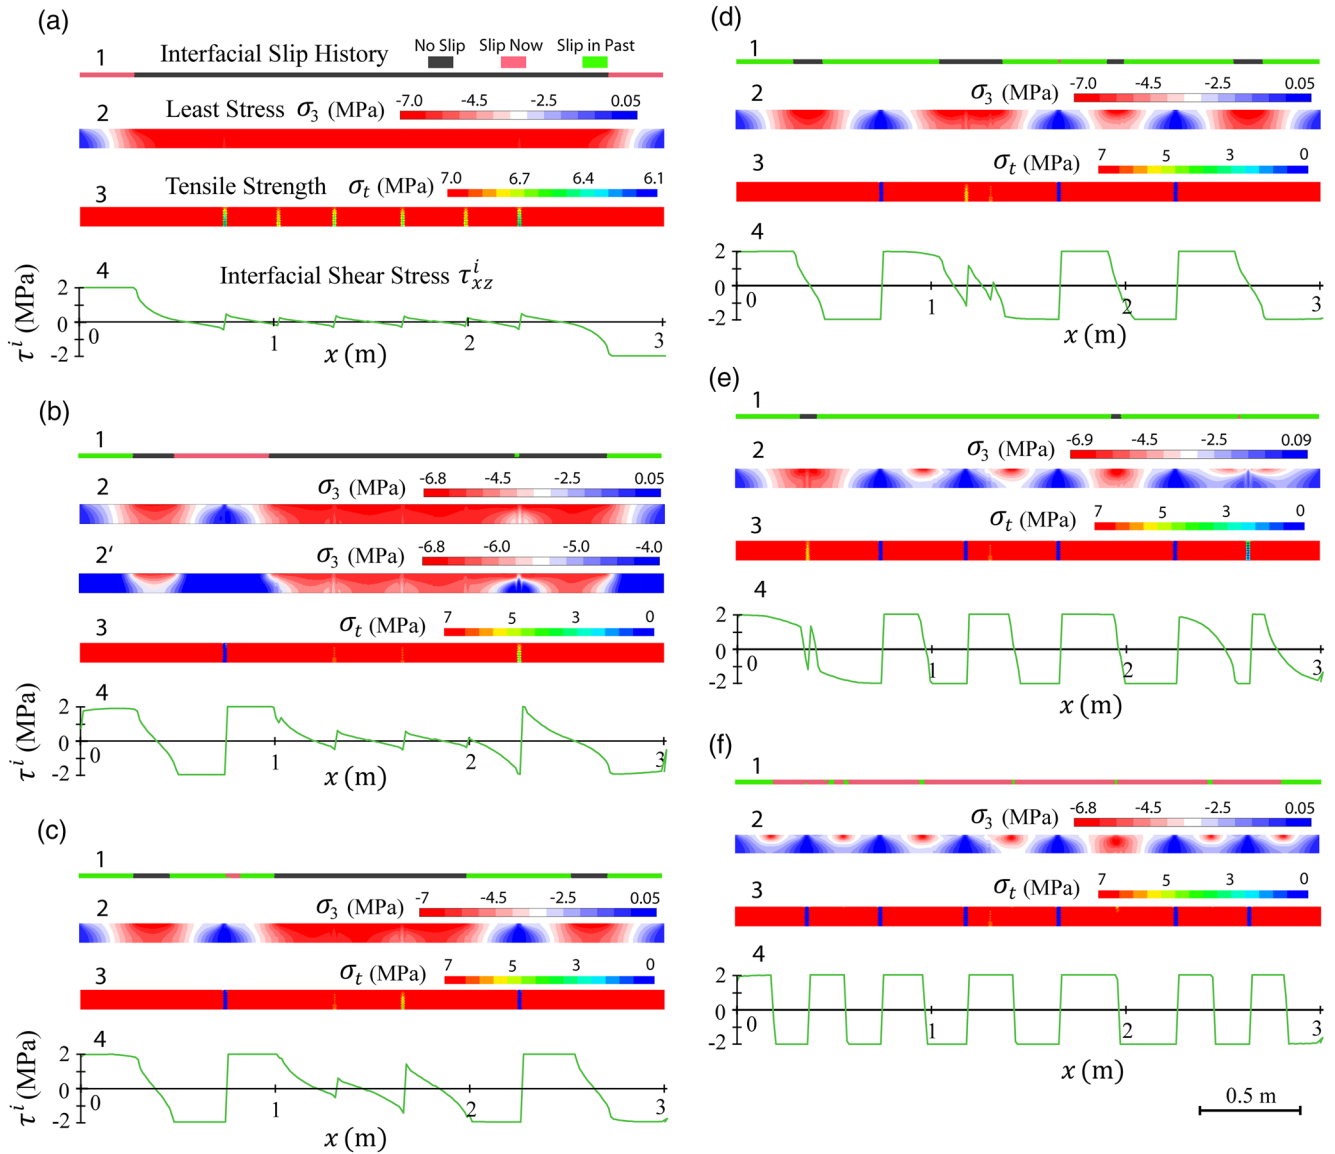 (a)
No Slip Slip Now Slip in Past
1 Interfacial Slip History
2 Least Stress σ3 (MPa) -7.0 -4.5 -2.5 0.05
3 Tensile Strength σt (MPa) 7.0 6.7 6.4 6.1
4 Interfacial Shear Stress τ^i_xz
τ^i (MPa)
2
0
-2
0 1 2 3
x (m)
(b)
1
2 σ3 (MPa) -6.8 -4.5 -2.5 0.05
2′ σ3 (MPa) -6.8 -6.0 -5.0 -4.0
3 σt (MPa) 7 5 3 0
4
τ^i (MPa)
2
0
-2
0 1 2 3
x (m)
(c)
1
2 σ3 (MPa) -7 -4.5 -2.5 0.05
3 σt (MPa) 7 5 3 0
4
τ^i (MPa)
2
0
-2
0 1 2 3
x (m)
(d)
1
2 σ3 (MPa) -7.0 -4.5 -2.5 0.05
3 σt (MPa) 7 5 3 0
4
2
0
-2
0 1 2 3
x (m)
(e)
1
2 σ3 (MPa) -6.9 -4.5 -2.5 0.09
3 σt (MPa) 7 5 3 0
4
2
0
-2
0 1 2 3
x (m)
(f)
1
2 σ3 (MPa) -6.8 -4.5 -2.5 0.05
3 σt (MPa) 7 5 3 0
4
2
0
-2
0 1 2 3
x (m)
0.5 m